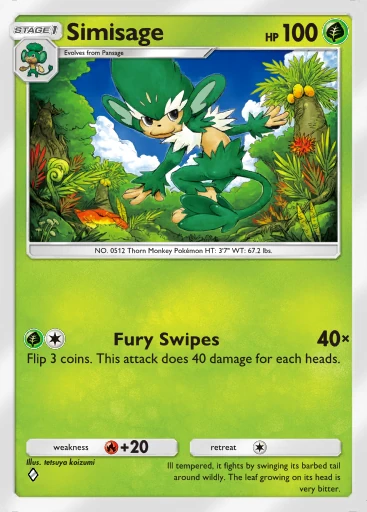 STAGE 1
Simisage
HP 100
Evolves from Pansage
NO. 0512 Thorn Monkey Pokémon HT: 3'7" WT: 67.2 lbs.
Fury Swipes 40×
Flip 3 coins. This attack does 40 damage for each heads.
weakness +20 retreat
Illus. tetsuya koizumi
Ill tempered, it fights by swinging its barbed tail
around wildly. The leaf growing on its head is
very bitter.